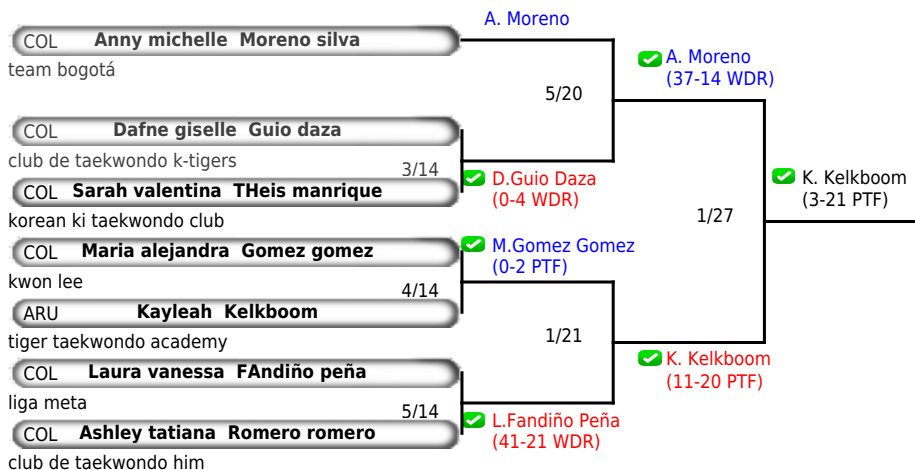 A. Moreno
COL Anny michelle Moreno silva
team bogotá
A. Moreno
(37-14 WDR)
5/20
COL Dafne giselle Guio daza
club de taekwondo k-tigers
3/14
D.Guio Daza
(0-4 WDR)
COL Sarah valentina THeis manrique
korean ki taekwondo club
K. Kelkboom
(3-21 PTF)
1/27
COL Maria alejandra Gomez gomez
kwon lee
M.Gomez Gomez
(0-2 PTF)
4/14
ARU Kayleah Kelkboom
tiger taekwondo academy
1/21
K. Kelkboom
(11-20 PTF)
COL Laura vanessa FAndiño peña
liga meta
5/14
L.Fandiño Peña
(41-21 WDR)
COL Ashley tatiana Romero romero
club de taekwondo him